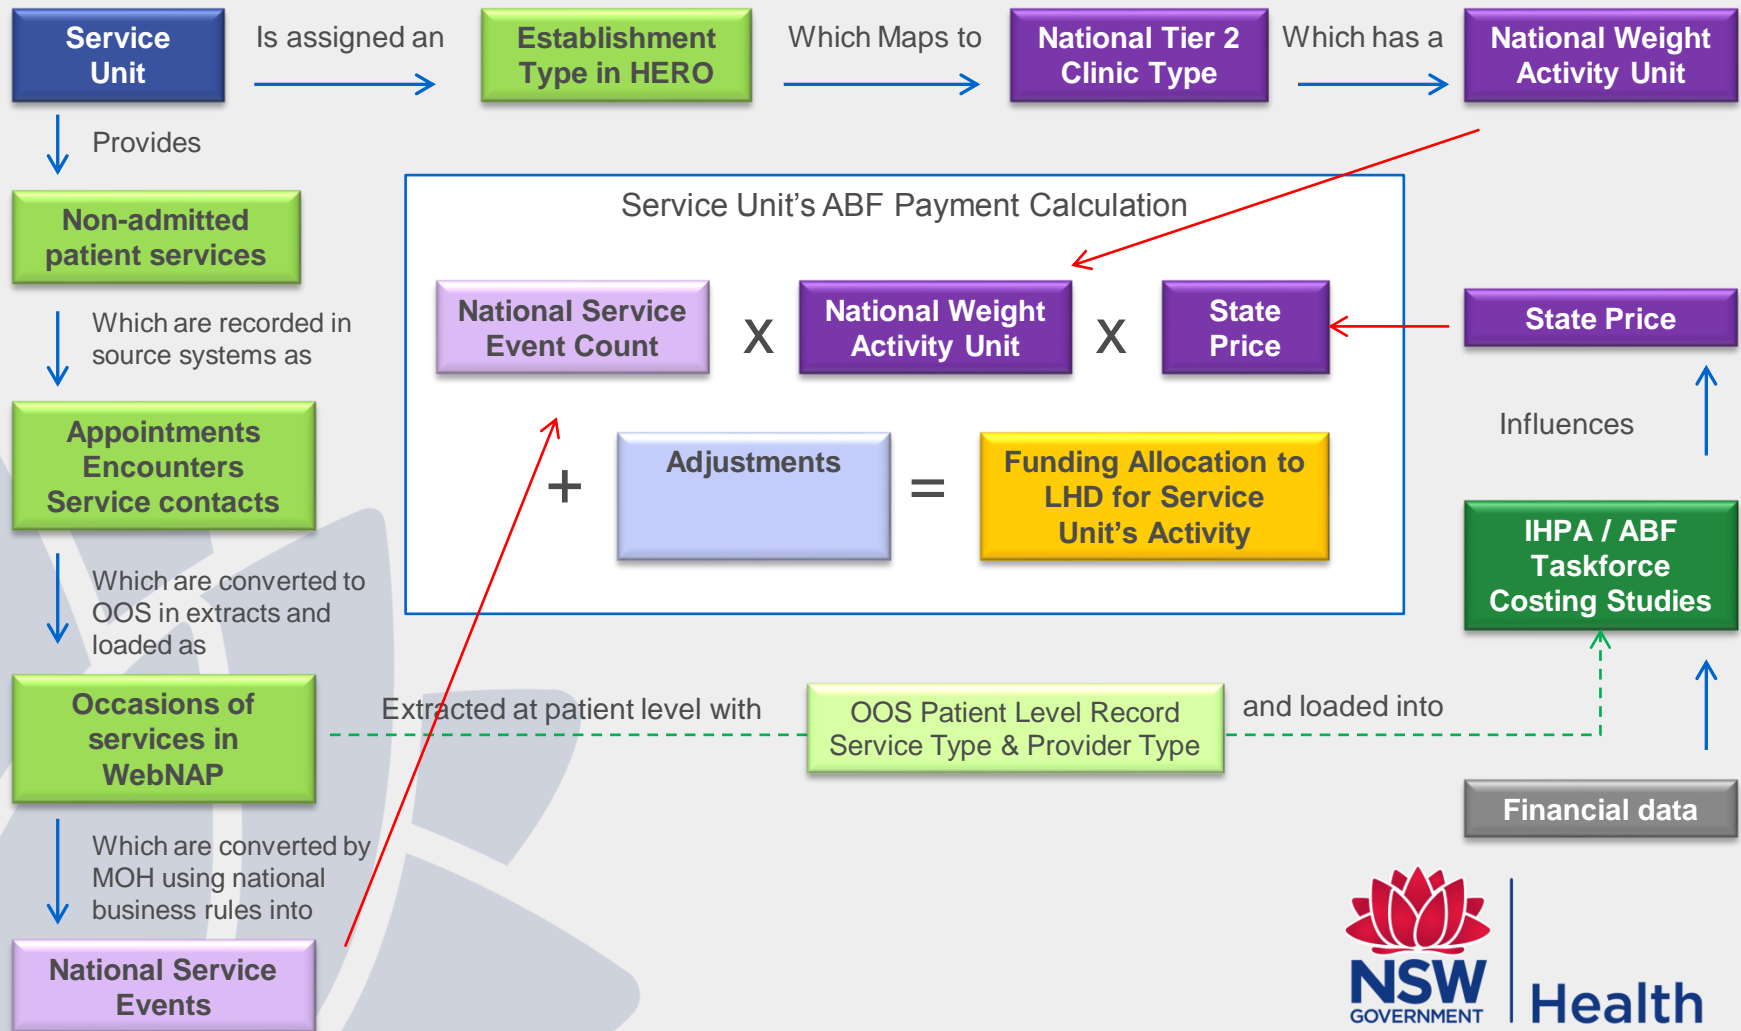 Service
Unit
Is assigned an
Establishment
Type in HERO
Which Maps to
National Tier 2
Clinic Type
Which has a
National Weight
Activity Unit
Provides
Non-admitted
patient services
Which are recorded in
source systems as
Appointments
Encounters
Service contacts
Which are converted to
OOS in extracts and
loaded as
Occasions of
services in
WebNAP
Which are converted by
MOH using national
business rules into
National Service
Events
Service Unit's ABF Payment Calculation
National Service
Event Count
X
National Weight
Activity Unit
X
State
Price
+
Adjustments
=
Funding Allocation to
LHD for Service
Unit's Activity
State Price
Influences
IHPA / ABF
Taskforce
Costing Studies
Extracted at patient level with
OOS Patient Level Record
Service Type & Provider Type
and loaded into
Financial data
NSW
GOVERNMENT
Health